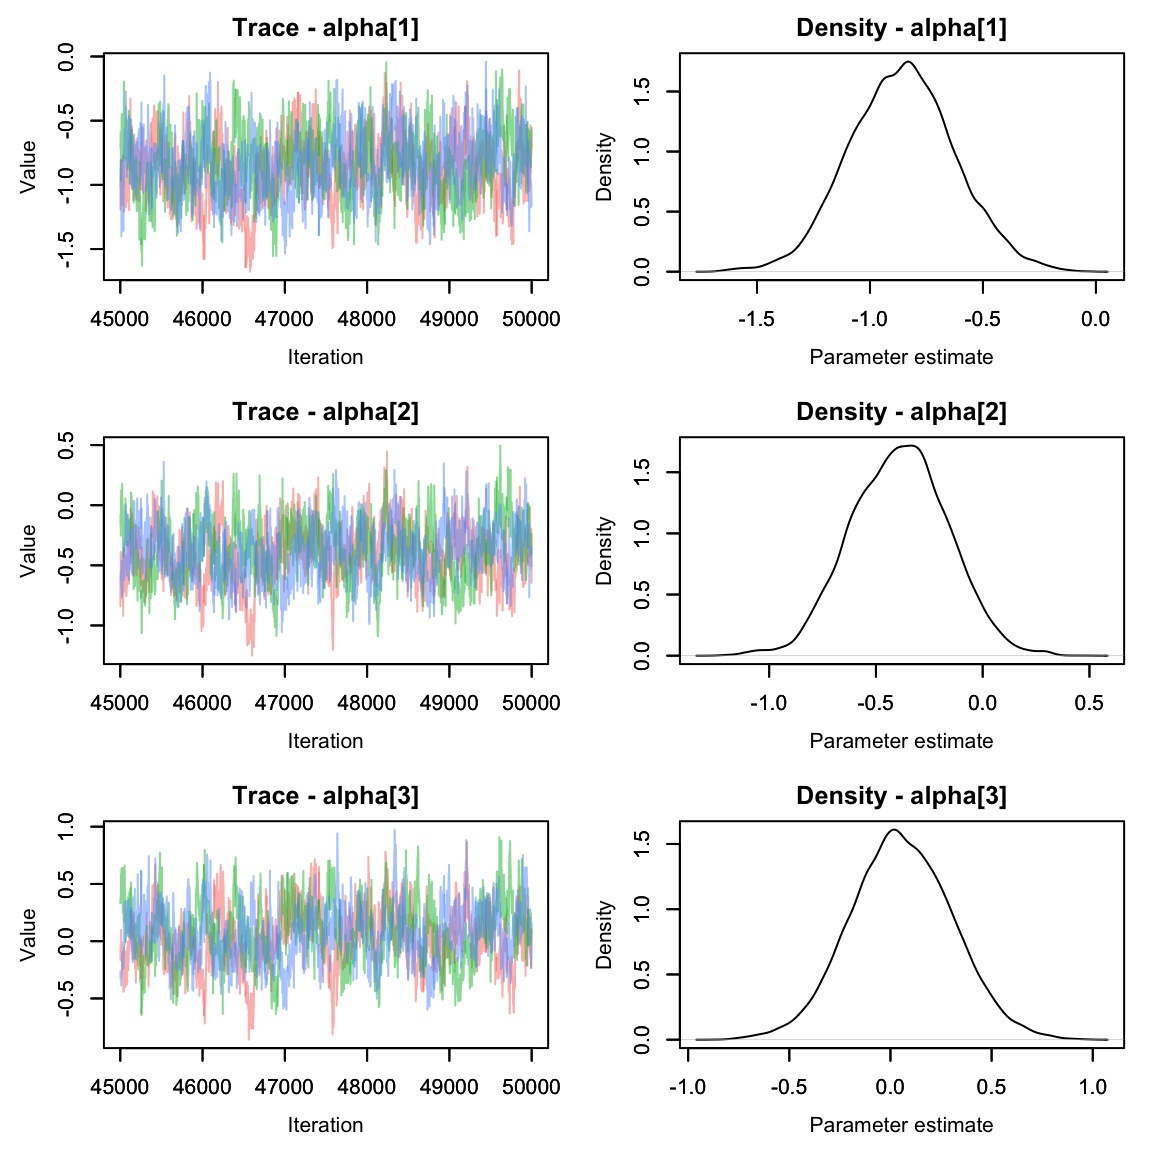 Trace - alpha[1]
Value
0.0
-0.5
-1.0
-1.5
45000 46000 47000 48000 49000 50000
Iteration
Density - alpha[1]
Density
1.5
1.0
0.5
0.0
-1.5 -1.0 -0.5 0.0
Parameter estimate
Trace - alpha[2]
Value
0.5
0.0
-0.5
-1.0
45000 46000 47000 48000 49000 50000
Iteration
Density - alpha[2]
Density
1.5
1.0
0.5
0.0
-1.0 -0.5 0.0 0.5
Parameter estimate
Trace - alpha[3]
Value
1.0
0.5
0.0
-0.5
45000 46000 47000 48000 49000 50000
Iteration
Density - alpha[3]
Density
1.5
1.0
0.5
0.0
-1.0 -0.5 0.0 0.5 1.0
Parameter estimate